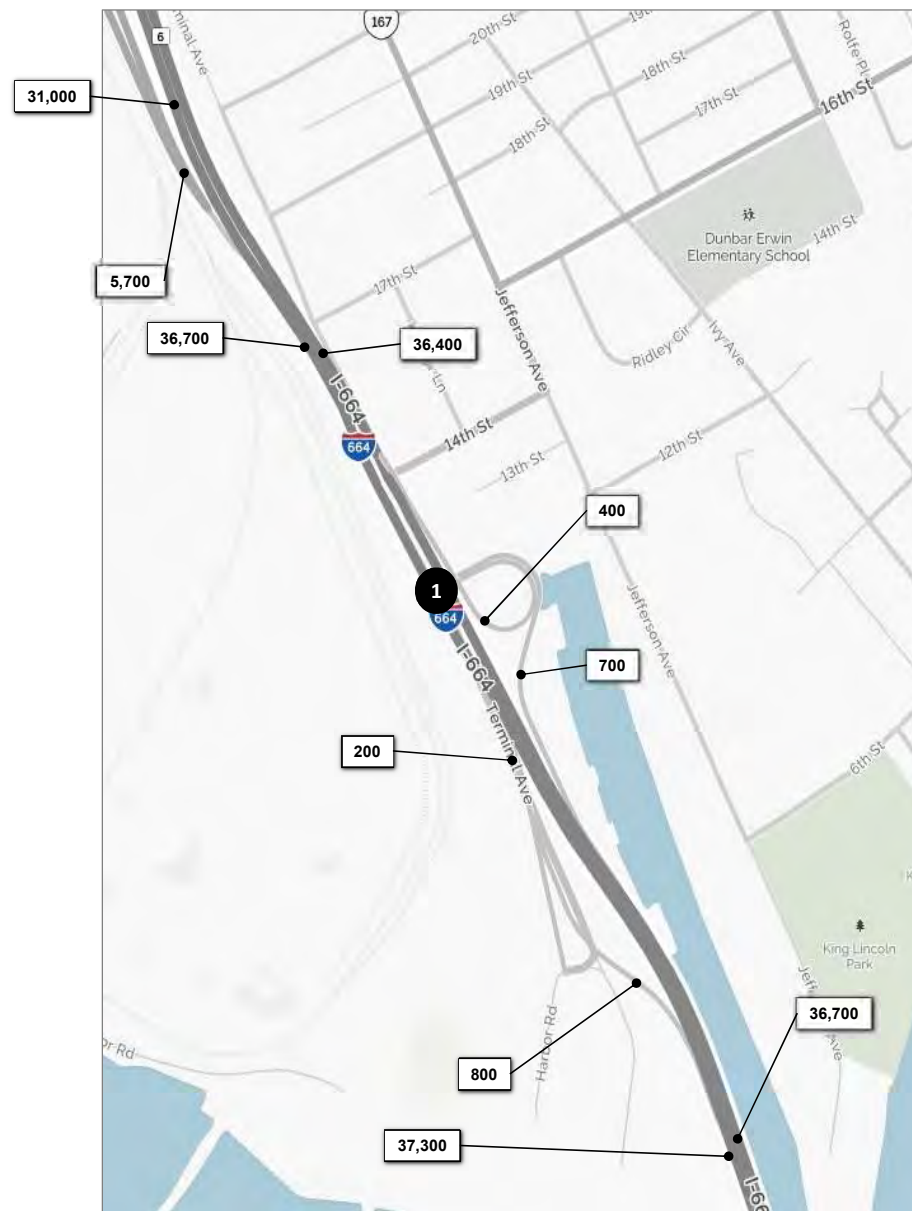 167
6
20th St
19th St
18th St
Rolfe Pl
31,000
19th St
17th St
16th St
18th St
5,700
Dunbar Erwin
Elementary School
14th St
17th St
36,700
36,400
Jefferson Ave
Ridley Cir
Ivy Ave
Ln
I-664
664
14th St
13th St
12th St
400
1
664
Jefferson Ave
I-664
700
200
Terminal Ave
6th St
King Lincoln
Park
36,700
Harbor Rd
800
37,300